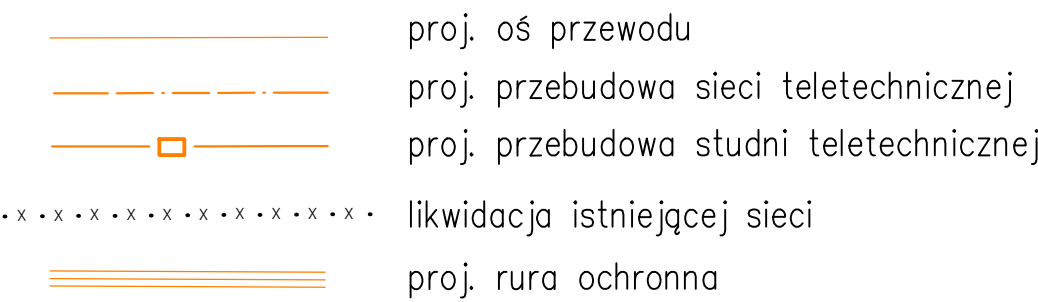 proj. oś przewodu
proj. przebudowa sieci teletechnicznej
proj. przebudowa studni teletechnicznej
. x . x . x . x . x . x . x . x . x . x . likwidacja istniejącej sieci
proj. rura ochronna